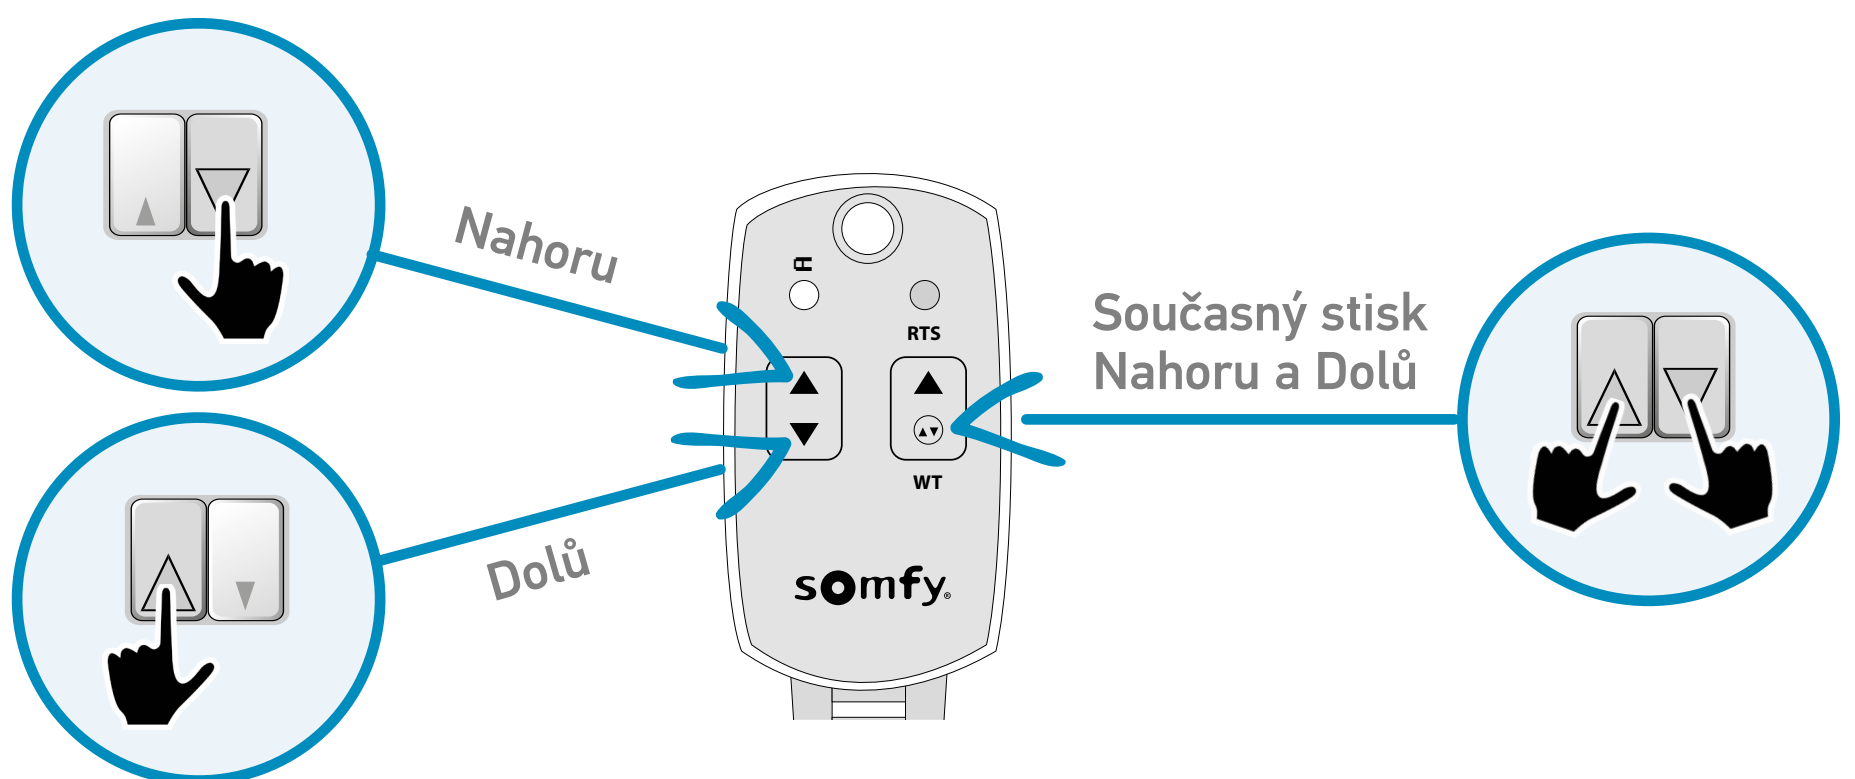 Nahoru
RTS
Současný stisk
Nahoru a Dolů
WT
Dolů
somfy®